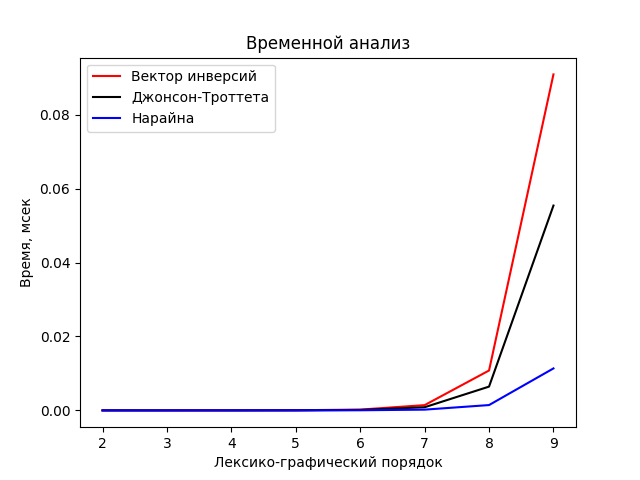 Временной анализ
Вектор инверсий
Джонсон-Троттета
Нарайна
Время, мсек
0.08
0.06
0.04
0.02
0.00
2 3 4 5 6 7 8 9
Лексико-графический порядок